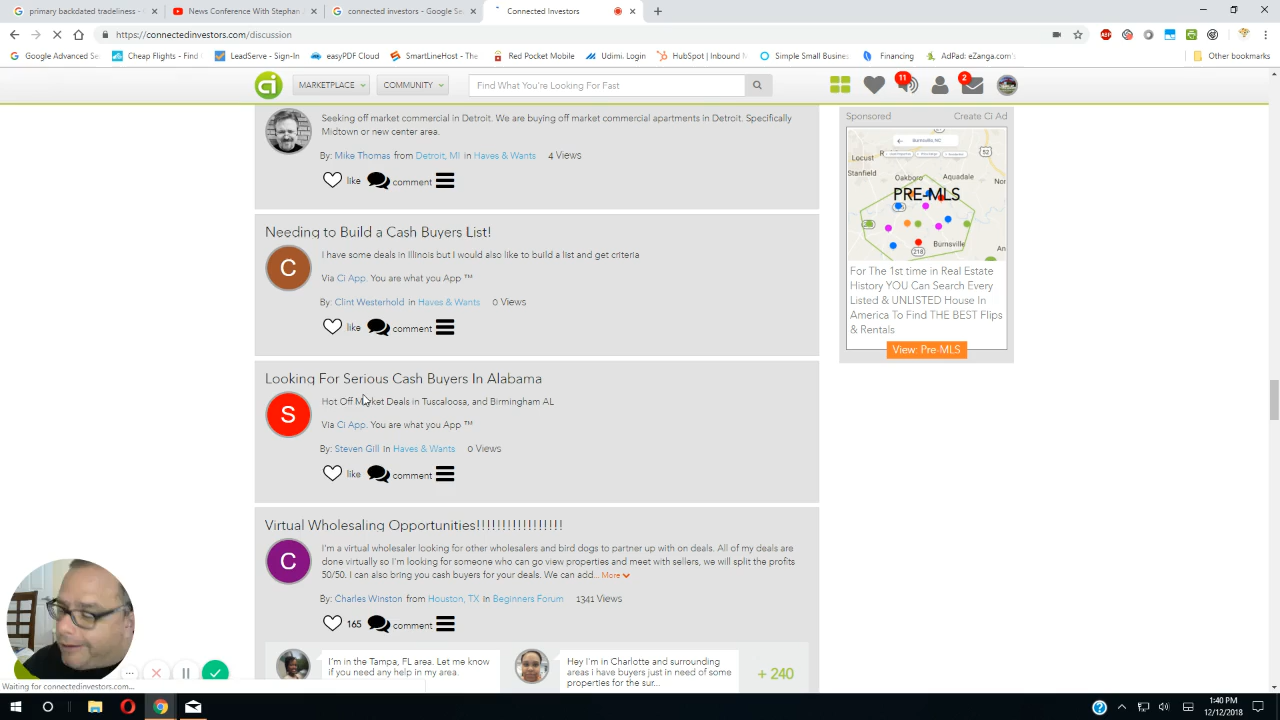 primary backdated tradeliness -
News Conference With Stephan
connected investors - Google Se
Connected Investors
https://connectedinvestors.com/discussion
Google Advanced Se
Cheap Flights - Find
LeadServe - Sign-in
easyPDF Cloud
SmartLineHost - The
Red Pocket Mobile
Udimi. Login
HubSpot | Inbound
Simple Small Busines
Financing
AdPad: eZanga.com's
Other bookmarks
ci
MARKETPLACE
COMMUNITY
Find What You're Looking For Fast
11
2
Seeking off market commercial in Detroit. We are buying off market commercial apartments in Detroit. Specifically
Midtown or new center area.
By: Mike Thomas from Detroit, MI in Haves & Wants 4 Views
like comment
Needing to Build a Cash Buyers List!
C
I have some deals in Illinois but I would also like to build a list and get criteria
Via Ci App. You are what you App ™
By: Clint Westerhold in Haves & Wants 0 Views
like comment
Looking For Serious Cash Buyers In Alabama
S
Hot Off Market Deals in Tuscaloosa, and Birmingham AL
Via Ci App. You are what you App ™
By: Steven Gill in Haves & Wants 0 Views
like comment
Virtual Wholesaling Opportunities!!!!!!!!!!!!!!!!!
C
I'm a virtual wholesaler looking for other wholesalers and bird dogs to partner up with on deals. All of my deals are
done virtually so I'm looking for someone who can go view properties and meet with sellers, we will split the profits
50/50. I can also bring you cash buyers for your deals. We can add... More
By: Charles Winston from Houston, TX in Beginners Forum 1341 Views
165 comment
I'm in the Tampa, FL area. Let me know
if you need any help in my area.
Hey I'm in Charlotte and surrounding
areas i have buyers just in need of some
properties for the sur...
+ 240
Sponsored Create Ci Ad
Burnsville, NC
Locust
Stanfield
Oakboro
Aquadale
Nor
52
PRE-MLS
Burnsville
218
An
For The 1st time in Real Estate
History YOU Can Search Every
Listed & UNLISTED House In
America To Find THE BEST Flips
& Rentals
View: Pre-MLS
Waiting for connectedinvestors.com...
1:40 PM
12/12/2018